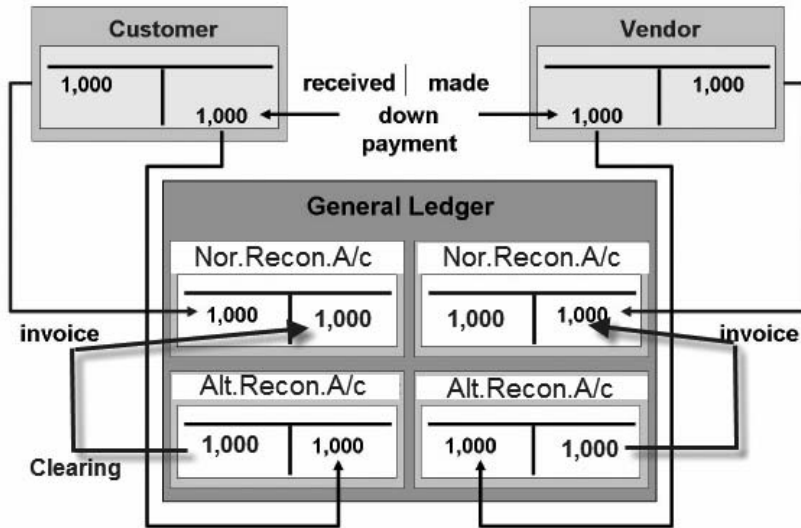 Customer
Vendor
1,000
1,000
received | made
1,000
1,000
down
payment
General Ledger
Nor.Recon.A/c
Nor.Recon.A/c
1,000
1,000
1,000
1,000
invoice
invoice
Alt.Recon.A/c
Alt.Recon.A/c
1,000
1,000
1,000
1,000
Clearing